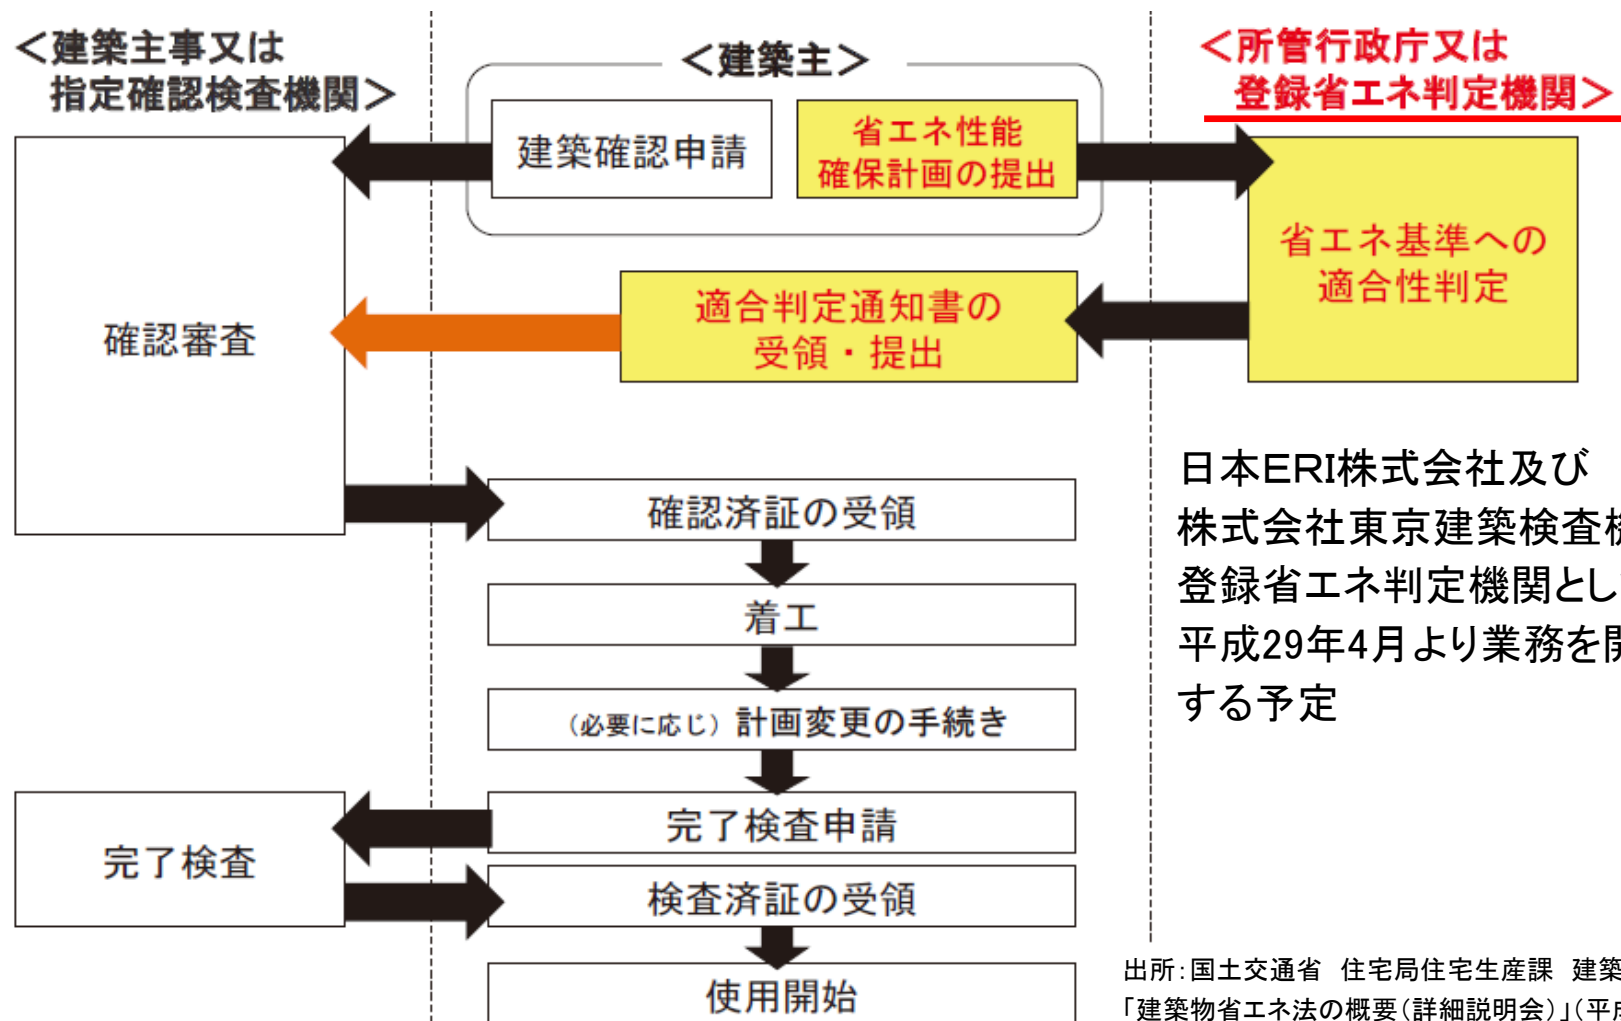 ＜建築主事又は
指定確認検査機関＞
＜建築主＞
＜所管行政庁又は
登録省エネ判定機関＞
建築確認申請
省エネ性能
確保計画の提出
省エネ基準への
適合性判定
適合判定通知書の
受領・提出
確認審査
確認済証の受領
着工
（必要に応じ）計画変更の手続き
完了検査申請
完了検査
検査済証の受領
使用開始
日本ERI株式会社及び
株式会社東京建築検査機
登録省エネ判定機関とし
平成29年4月より業務を開
する予定
出所：国土交通省　住宅局住宅生産課　建築
「建築物省エネ法の概要（詳細説明会）」（平成